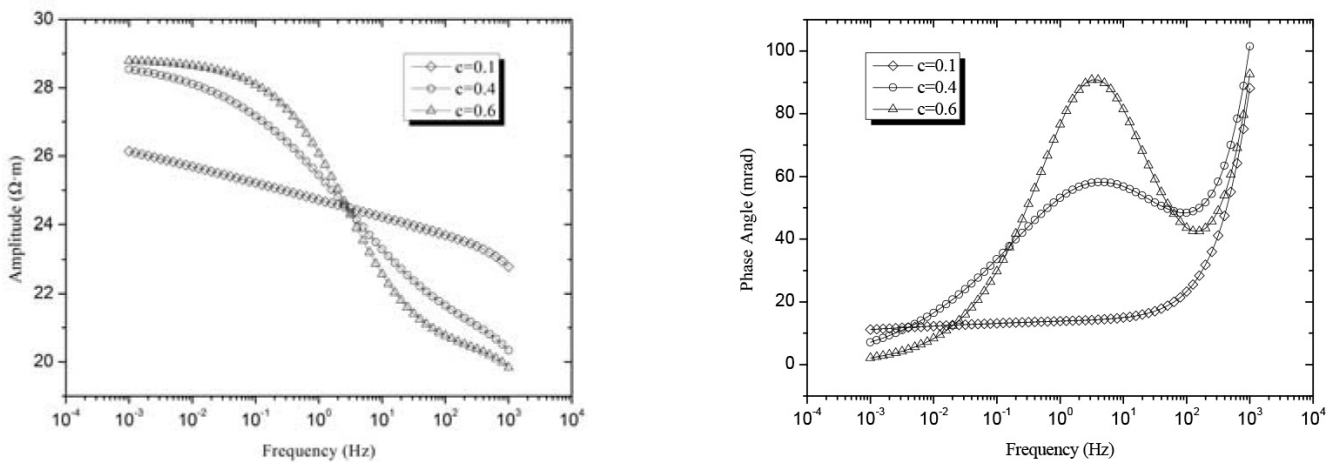 30
28
26
24
22
20
Amplitude (Ω·m)
c=0.1
c=0.4
c=0.6
10⁻⁴ 10⁻³ 10⁻² 10⁻¹ 10⁰ 10¹ 10² 10³ 10⁴
Frequency (Hz)
100
80
60
40
20
0
Phase Angle (mrad)
c=0.1
c=0.4
c=0.6
10⁻⁴ 10⁻³ 10⁻² 10⁻¹ 10⁰ 10¹ 10² 10³ 10⁴
Frequency (Hz)